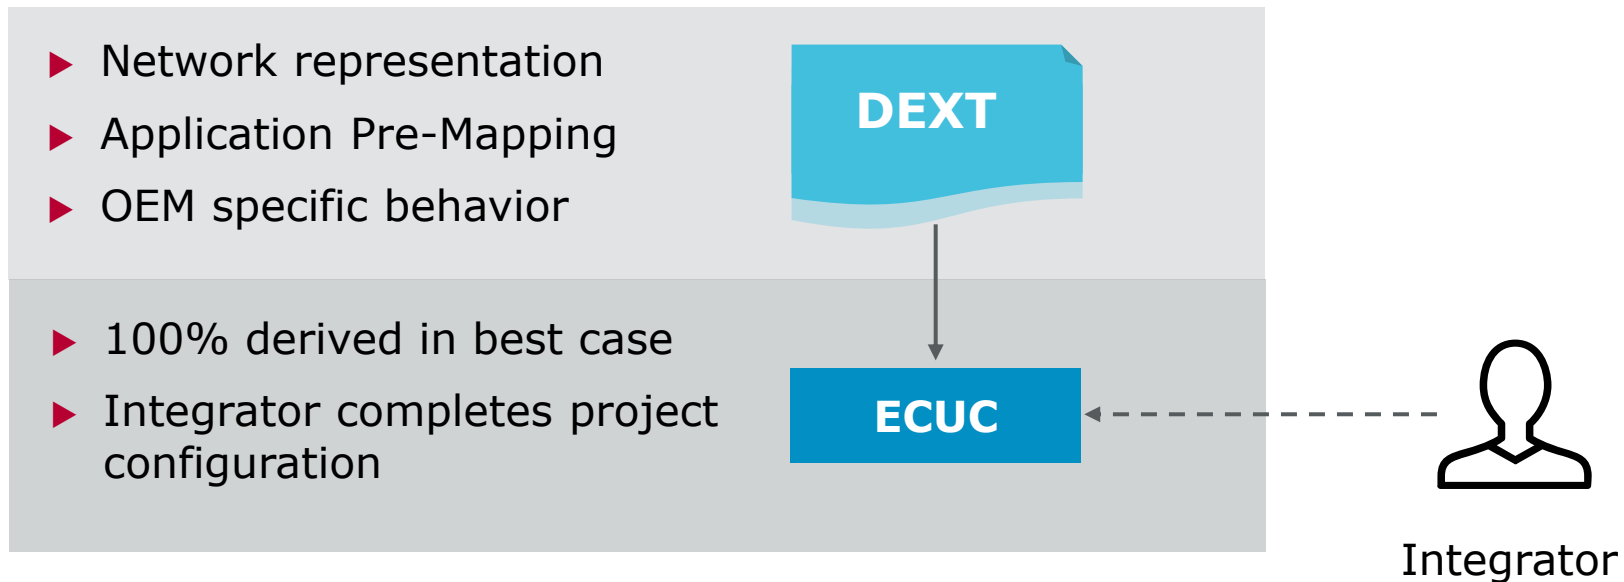 Network representation
Application Pre-Mapping
OEM specific behavior
DEXT
100% derived in best case
Integrator completes project
configuration
ECUC
Integrator